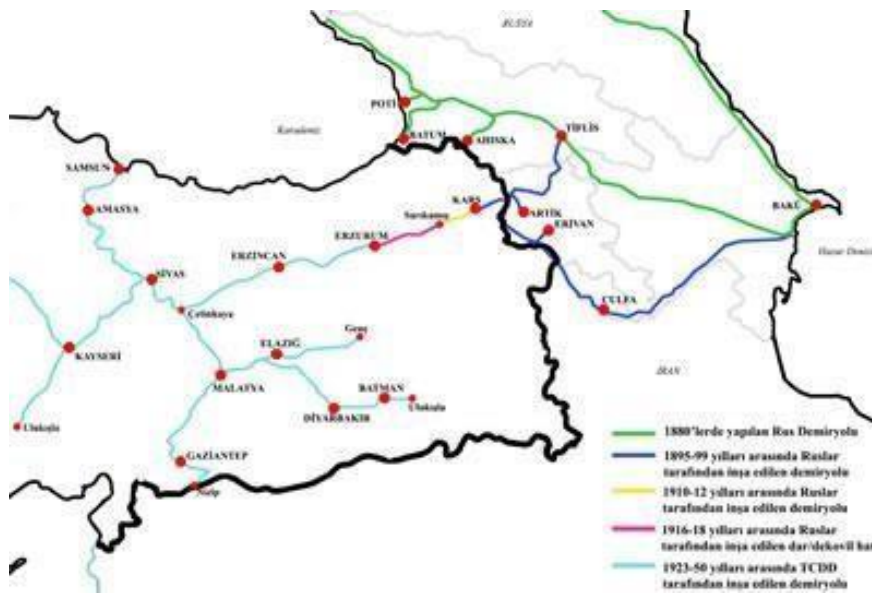 RUSYA
POTİ
Karadeniz
BATUM
AHISKA
TİFLİS
SAMSUN
KARS
BAKÜ
AMASYA
ARTİK
Sarıkamış
ERİVAN
ERZURUM
ERZİNCAN
SİVAS
Çetinkaya
CULFA
Genç
ELAZIĞ
KAYSERİ
İRAN
MALATYA
BATMAN
DİYARBAKIR
GAZİANTEP
Nizip
1880'lerde yapılan Rus Demiryolu
1895-99 yılları arasında Ruslar
tarafından inşa edilen demiryolu
1910-12 yılları arasında Ruslar
tarafından inşa edilen demiryolu
1916-18 yılları arasında Ruslar
tarafından inşa edilen dar/dekovil hat
1923-50 yılları arasında TCDD
tarafından inşa edilen demiryolu